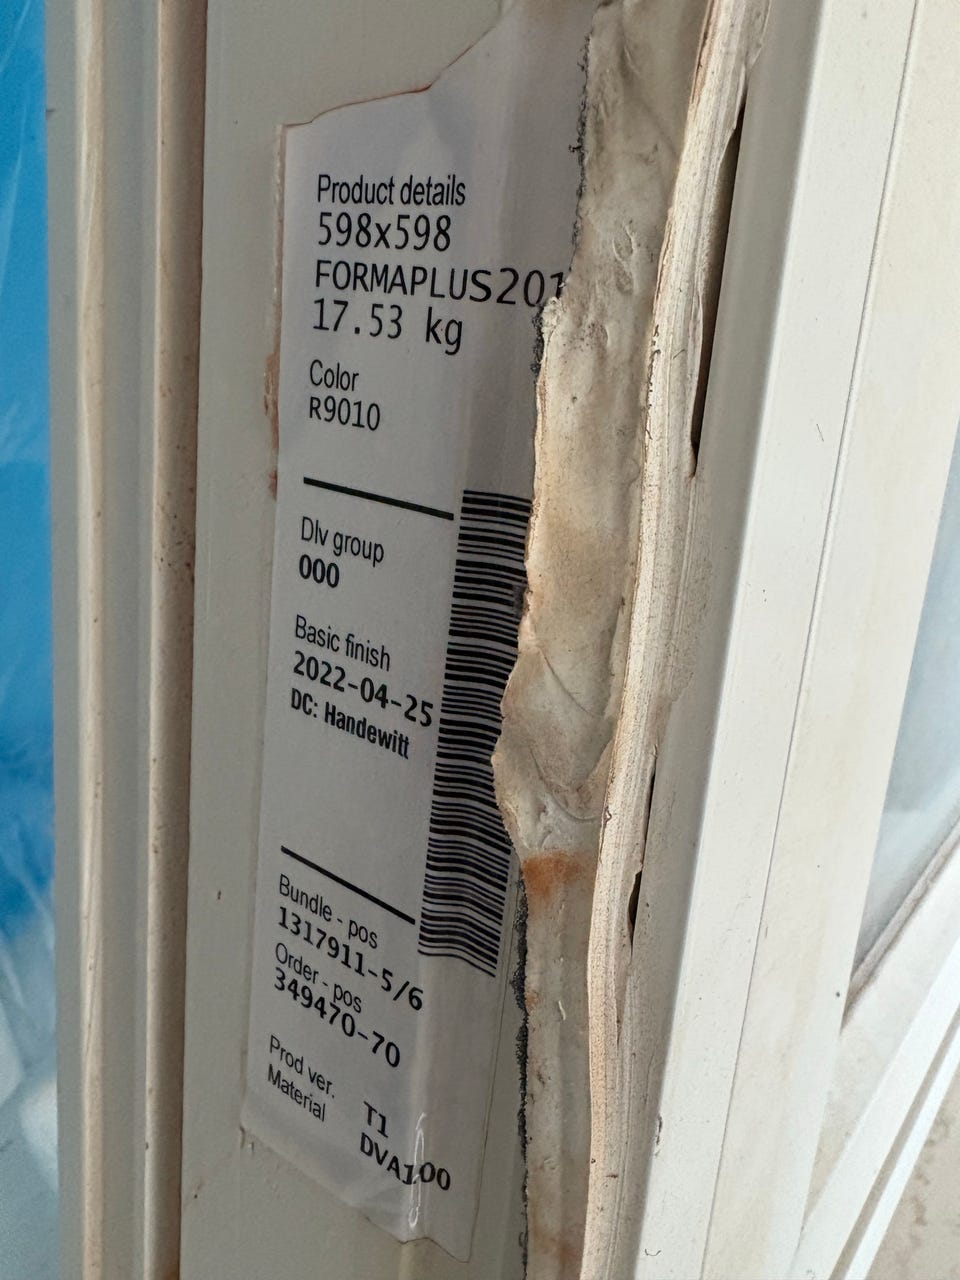 Product details
598x598
FORMAPLUS201
17.53 kg
Color
R9010
Dlv group
000
Basic finish
2022-04-25
DC: Handewitt
Bundle - pos
1317911-5/6
Order - pos
349470-70
Prod ver. T1
Material DVA100